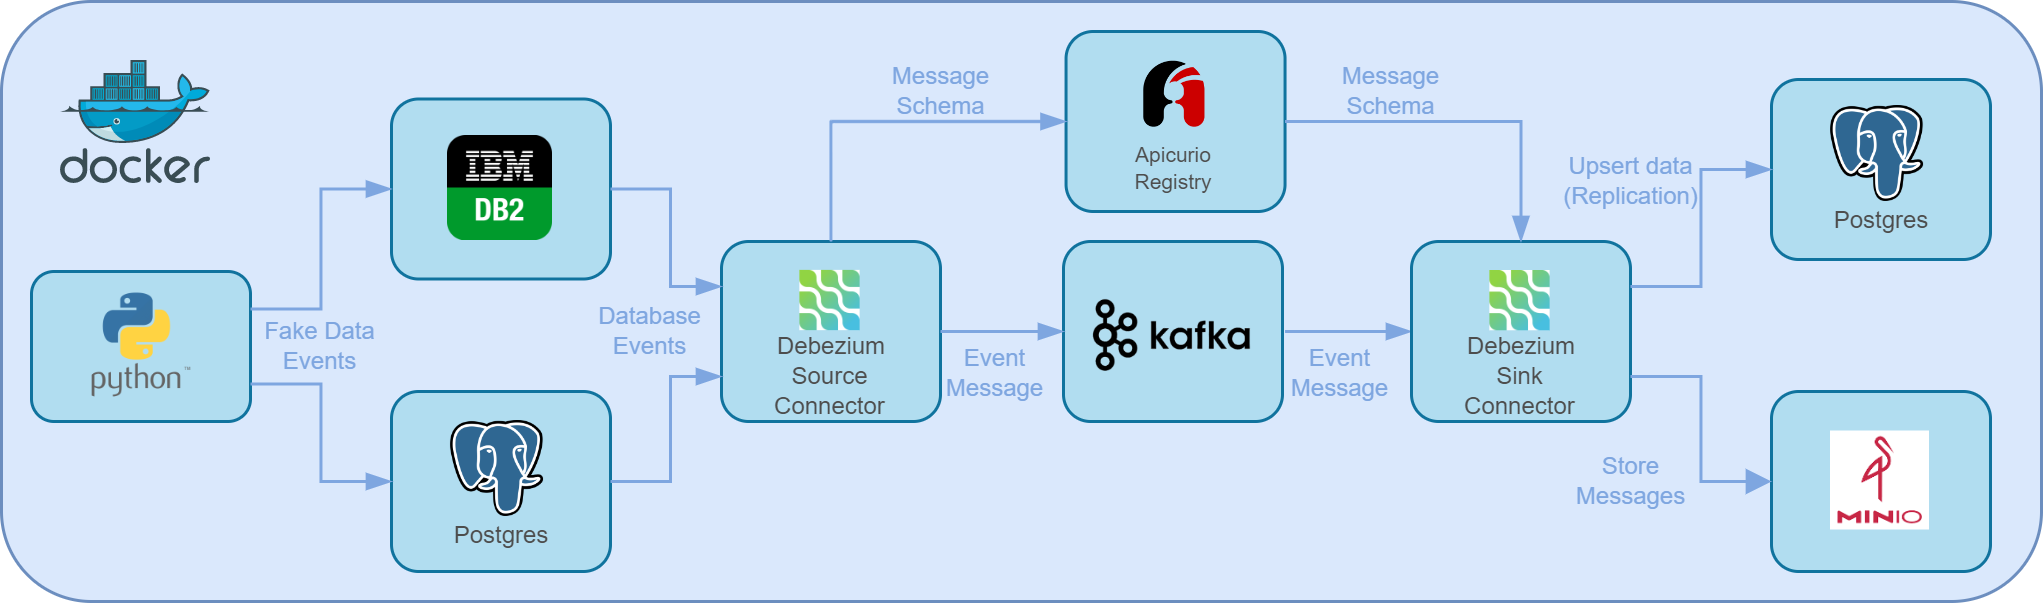 docker
python™
Fake Data
Events
IBM
DB2
Postgres
Database
Events
Debezium
Source
Connector
Message
Schema
Apicurio
Registry
Message
Schema
Event
Message
kafka
Event
Message
Debezium
Sink
Connector
Upsert data
(Replication)
Postgres
Store
Messages
MINIO